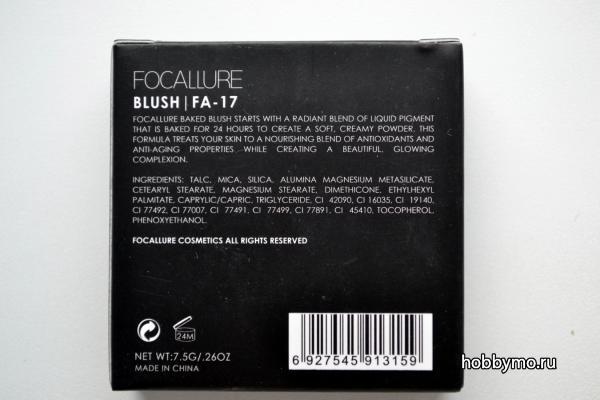 FOCALLURE
BLUSH | FA-17
FOCALLURE BAKED BLUSH STARTS WITH A RADIANT BLEND OF LIQUID PIGMENT
THAT IS BAKED FOR 24 HOURS TO CREATE A SOFT, CREAMY POWDER. THIS
FORMULA TREATS YOUR SKIN TO A NOURISHING BLEND OF ANTIOXIDANTS AND
ANTI-AGING PROPERTIES WHILE CREATING A BEAUTIFUL, GLOWING
COMPLEXION.
INGREDIENTS: TALC, MICA, SILICA, ALUMINA MAGNESIUM METASILICATE,
CETEARYL STEARATE, MAGNESIUM STEARATE, DIMETHICONE, ETHYLHEXYL
PALMITATE, CAPRYLIC/CAPRIC, TRIGLYCERIDE, CI 42090, CI 16035, CI 19140,
CI 77492, CI 77007, CI 77491, CI 77499, CI 77891, CI 45410, TOCOPHEROL,
PHENOXYETHANOL.
FOCALLURE COSMETICS ALL RIGHTS RESERVED
24M
NET WT:7.5G/.26OZ
MADE IN CHINA
6 927545 913159
hobbymo.ru